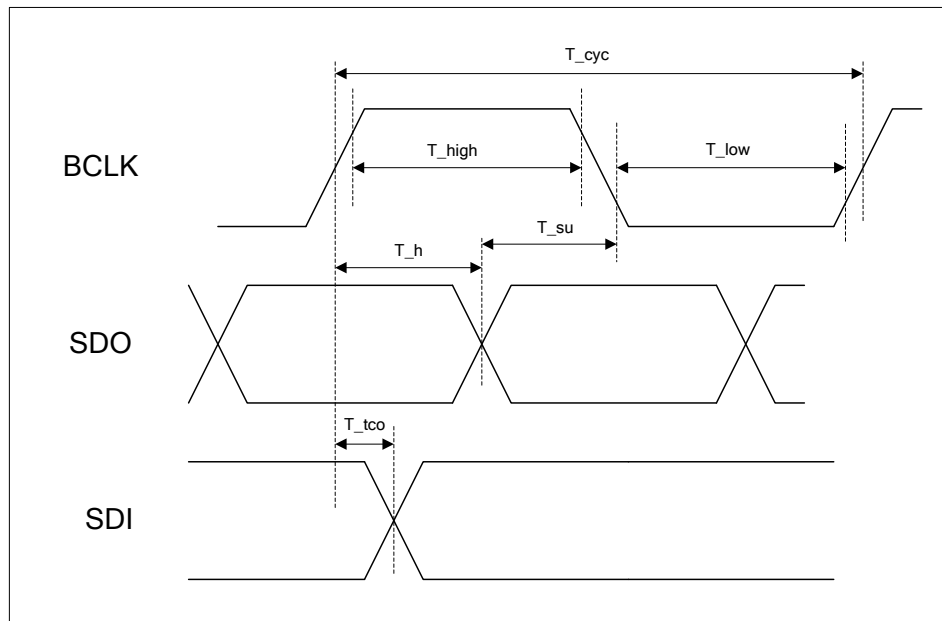 T_cyc
BCLK
T_high
T_low
T_su
T_h
SDO
T_tco
SDI